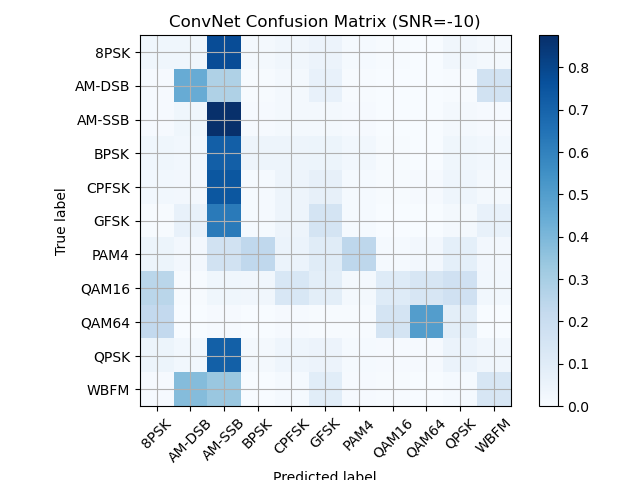 ConvNet Confusion Matrix (SNR=-10)
True label
8PSK
AM-DSB
AM-SSB
BPSK
CPFSK
GFSK
PAM4
QAM16
QAM64
QPSK
WBFM
8PSK AM-DSB AM-SSB BPSK CPFSK GFSK PAM4 QAM16 QAM64 QPSK WBFM
Predicted label
0.8
0.7
0.6
0.5
0.4
0.3
0.2
0.1
0.0